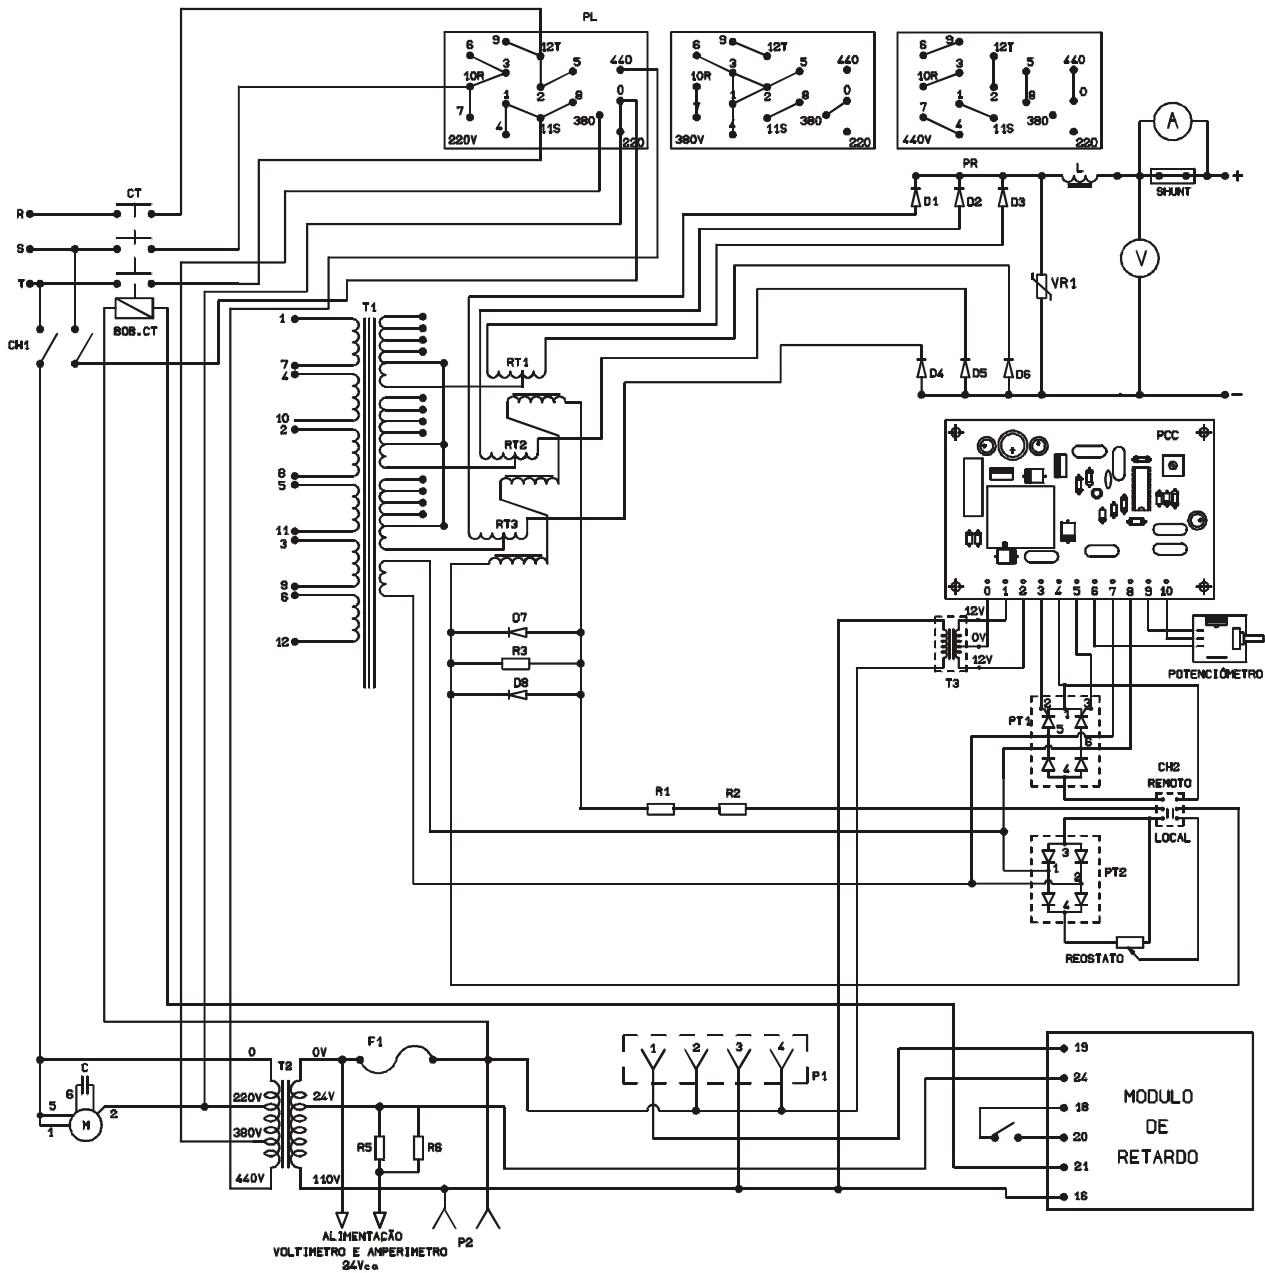 PL
6
9
12T
440
10R
3
5
0
7
1
2
8
380
4
11S
220V
220
6
9
12T
440
10R
3
5
0
7
1
2
8
380
4
11S
380V
220
6
9
12T
440
10R
3
5
0
7
1
2
8
380
4
11S
440V
220
A
SHUNT
+
PR
L
D1
D2
D3
V
VR1
CT
R
S
T
BOB.CT
CH1
T1
1
7
4
10
2
8
5
11
3
9
6
12
RT1
RT2
RT3
D4
D5
D6
-
PCC
0 1 2 3 4 5 6 7 8 9 10
12V
0V
12V
T3
POTENCIÔMETRO
D7
R3
D8
PT1
2
1
3
5
6
4
CH2
REMOTO
LOCAL
R1
R2
3
1
2
4
PT2
REOSTATO
0
T2
0V
F1
C
6
5
1
M
2
220V
24V
380V
R5
R6
440V
110V
1
2
3
4
P1
19
24
18
20
21
16
MODULO
DE
RETARDO
P2
ALIMENTAÇÃO
VOLTIMETRO E AMPERIMETRO
24Vca